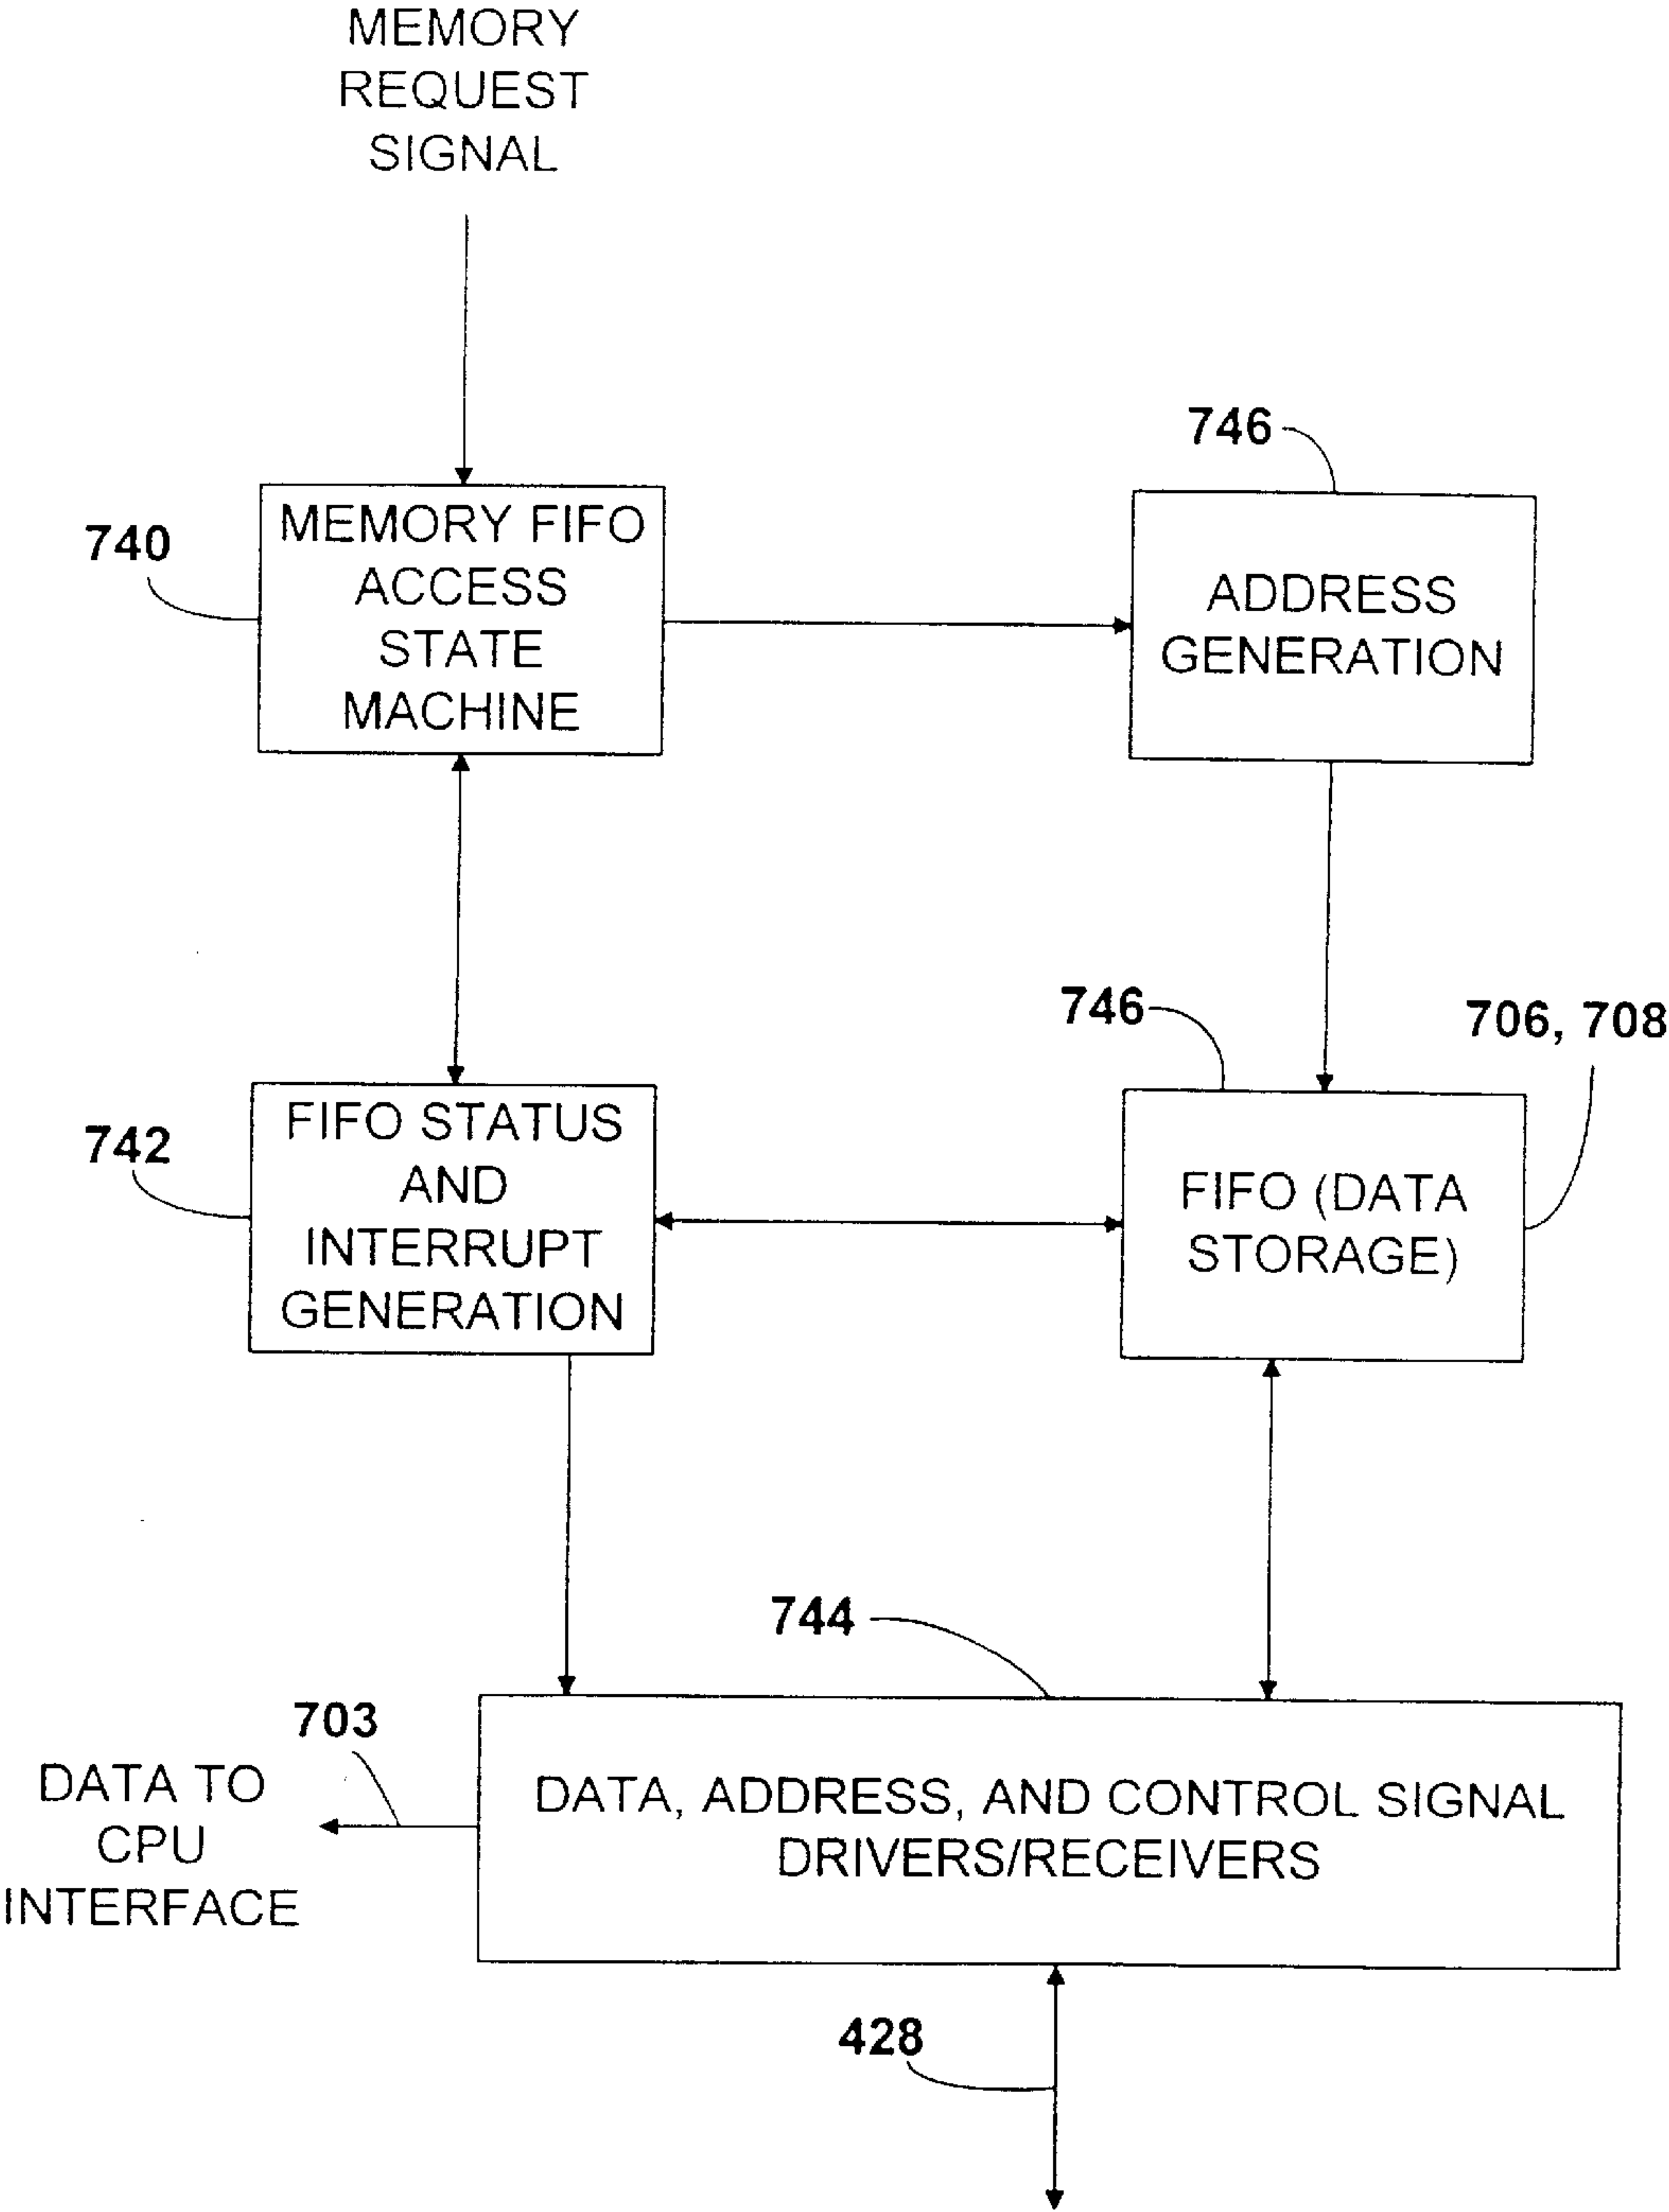 MEMORY
REQUEST
SIGNAL
746
740
MEMORY FIFO
ACCESS
STATE
MACHINE
ADDRESS
GENERATION
746
706, 708
742
FIFO STATUS
AND
INTERRUPT
GENERATION
FIFO (DATA
STORAGE)
744
703
DATA TO
CPU
INTERFACE
DATA, ADDRESS, AND CONTROL SIGNAL
DRIVERS/RECEIVERS
428